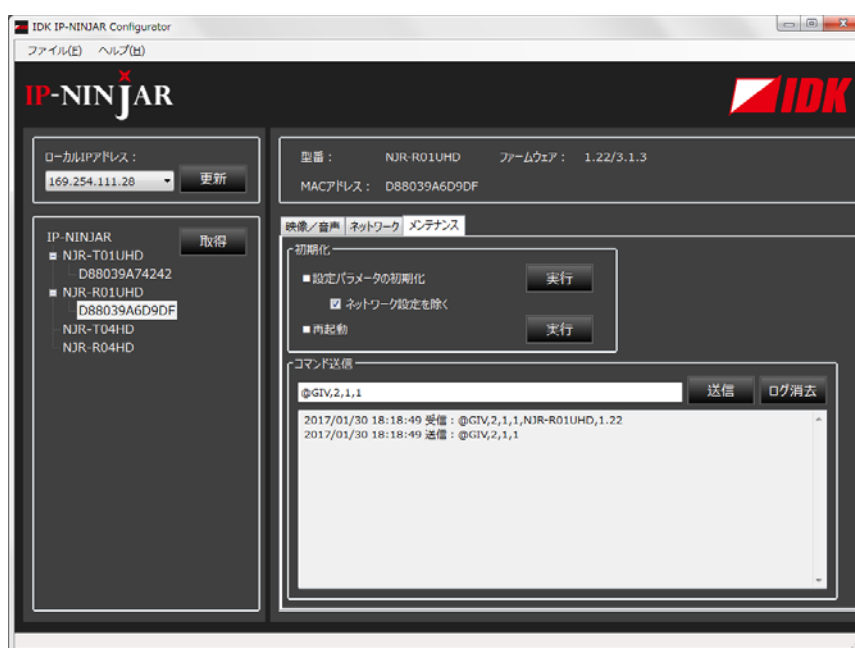 IDK IP-NINJAR Configurator
ファイル(E) ヘルプ(H)
IP-NINJAR
IDK
ローカルIPアドレス：
169.254.111.28
更新
型番： NJR-R01UHD ファームウェア： 1.22/3.1.3
MACアドレス： D88039A6D9DF
IP-NINJAR
取得
NJR-T01UHD
D88039A74242
NJR-R01UHD
D88039A6D9DF
NJR-T04HD
NJR-R04HD
映像／音声 ネットワーク メンテナンス
初期化
■設定パラメータの初期化 実行
ネットワーク設定を除く
■再起動 実行
コマンド送信
@GIV,2,1,1 送信 ログ消去
2017/01/30 18:18:49 受信：@GIV,2,1,1,NJR-R01UHD,1.22
2017/01/30 18:18:49 送信：@GIV,2,1,1